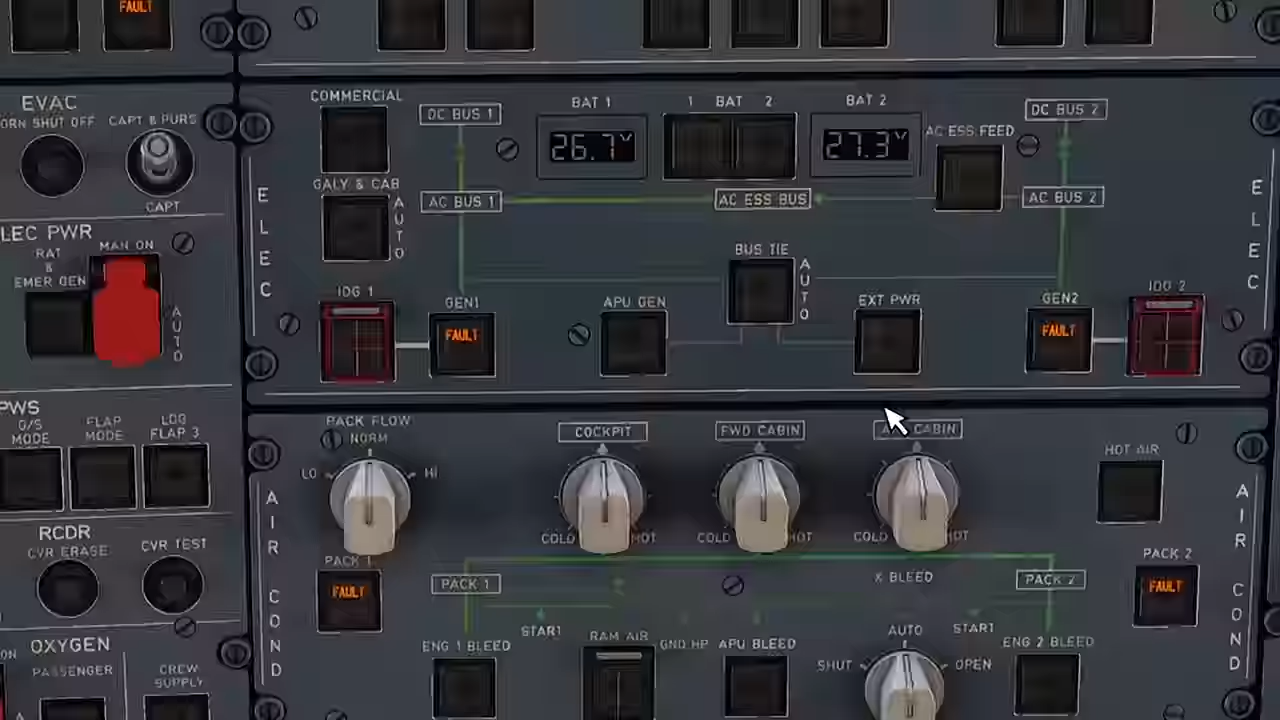 FAULT
EVAC
ORN SHUT OFF
CAPT & PURS
CAPT
LEC PWR
RAT
&
EMER GEN
MAN ON
AUTO
PWS
G/S
MODE
FLAP
MODE
LDG
FLAP 3
RCDR
CVR ERASE
CVR TEST
OXYGEN
ON
PASSENGER
CREW
SUPPLY
A
ELEC
COMMERCIAL
DC BUS 1
BAT 1
1 BAT 2
BAT 2
DC BUS 2
26.7V
27.3V
AC ESS FEED
GALY & CAB
AUTO
AC BUS 1
AC ESS BUS
AC BUS 2
ELEC
BUS TIE
AUTO
IDG 1
GEN1
FAULT
APU GEN
EXT PWR
GEN2
FAULT
IDG 2
AIR COND
PACK FLOW
NORM
LO
HI
COCKPIT
FWD CABIN
CABIN
HOT AIR
COLD
HOT
COLD
HOT
COLD
HOT
AIR COND
PACK 1
FAULT
PACK 1
X BLEED
PACK 2
PACK 2
FAULT
START
RAM AIR
GND HP
APU BLEED
AUTO
START
ENG 1 BLEED
ENG 2 BLEED
SHUT
OPEN